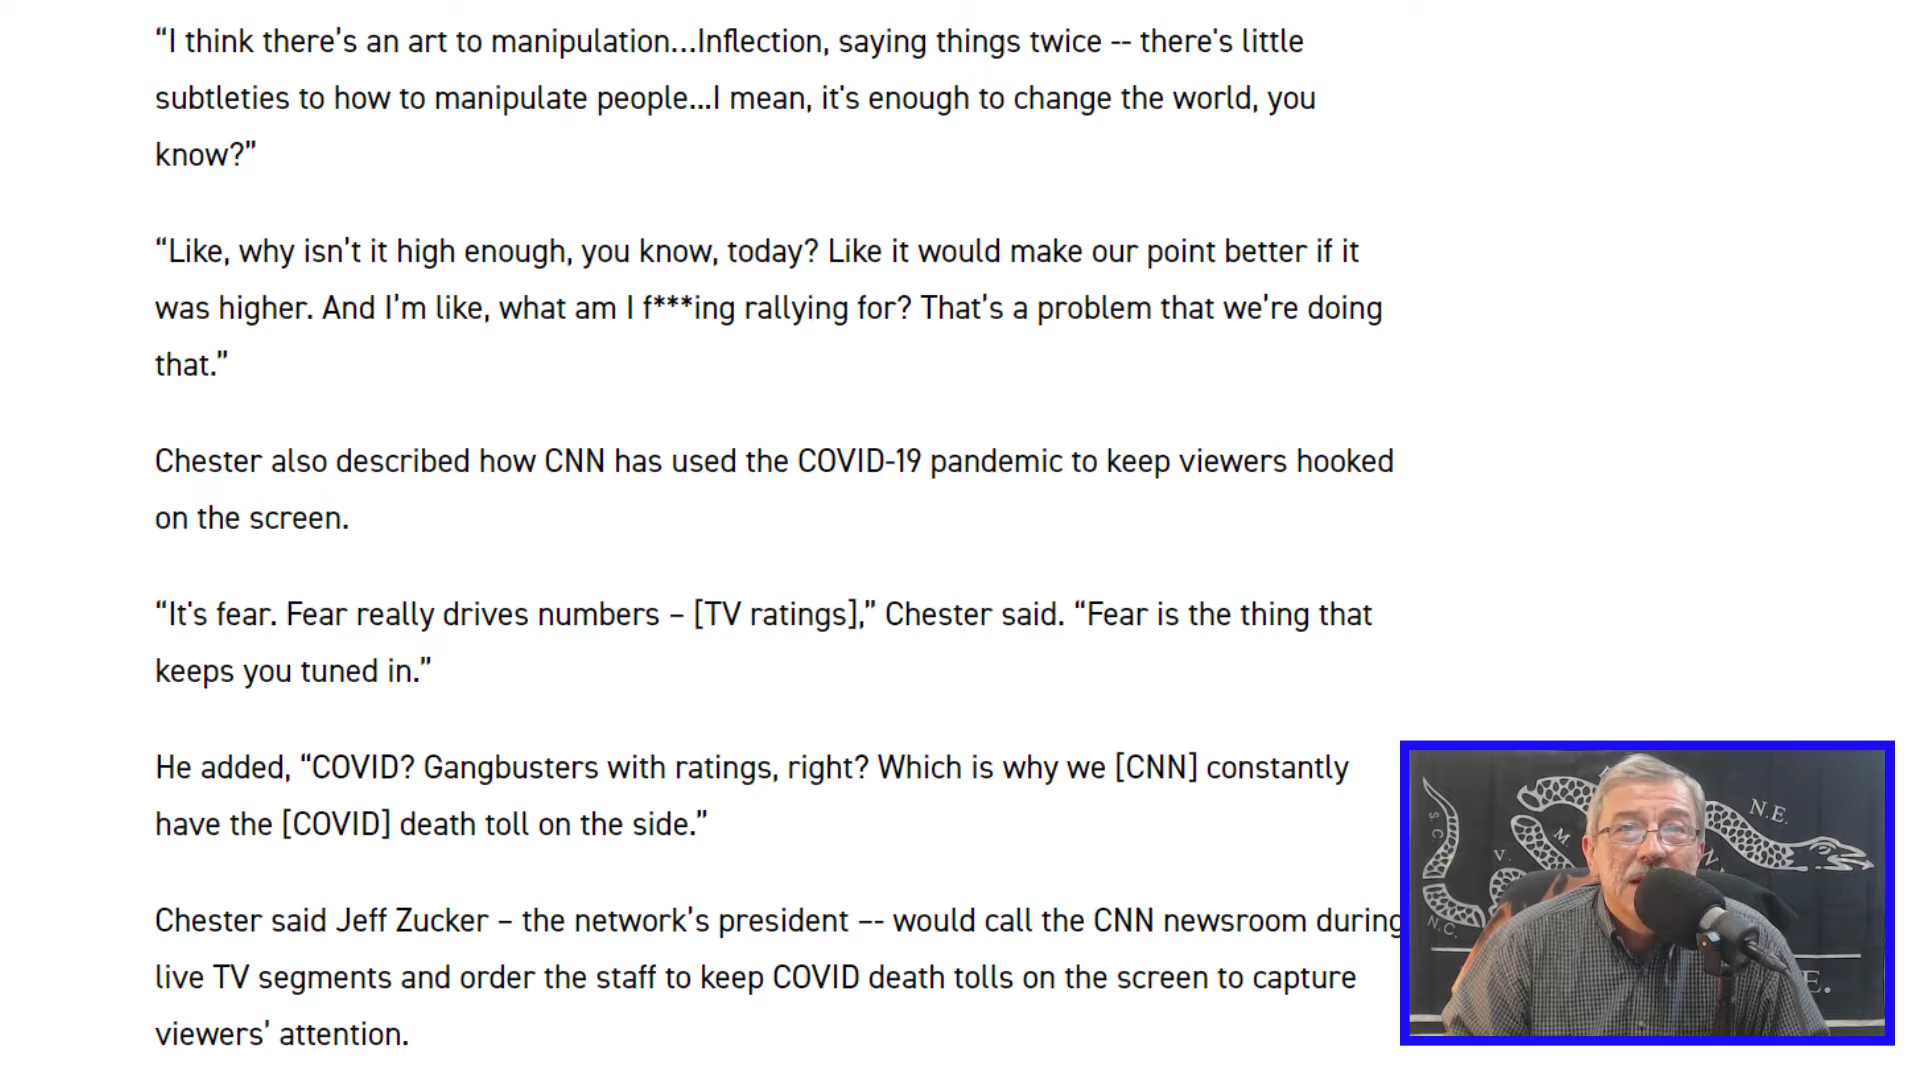 “I think there’s an art to manipulation...Inflection, saying things twice -- there's little
subtleties to how to manipulate people...I mean, it's enough to change the world, you
know?”
“Like, why isn’t it high enough, you know, today? Like it would make our point better if it
was higher. And I’m like, what am I f***ing rallying for? That’s a problem that we’re doing
that.”
Chester also described how CNN has used the COVID-19 pandemic to keep viewers hooked
on the screen.
“It's fear. Fear really drives numbers – [TV ratings],” Chester said. “Fear is the thing that
keeps you tuned in.”
He added, “COVID? Gangbusters with ratings, right? Which is why we [CNN] constantly
have the [COVID] death toll on the side.”
Chester said Jeff Zucker – the network’s president –- would call the CNN newsroom during
live TV segments and order the staff to keep COVID death tolls on the screen to capture
viewers’ attention.
N.E.
S.C.
M
V.
N.C.
E.